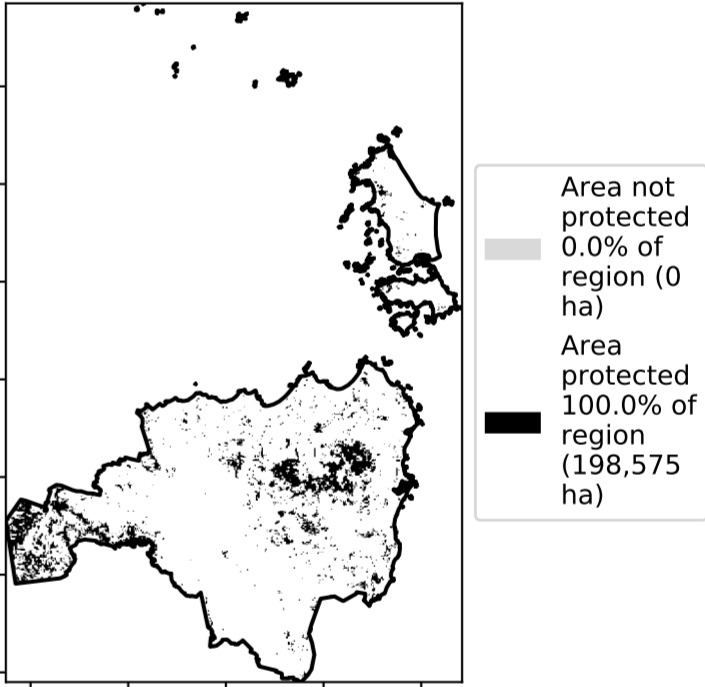 Area not
protected
0.0% of
region (0
ha)
Area
protected
100.0% of
region
(198,575
ha)